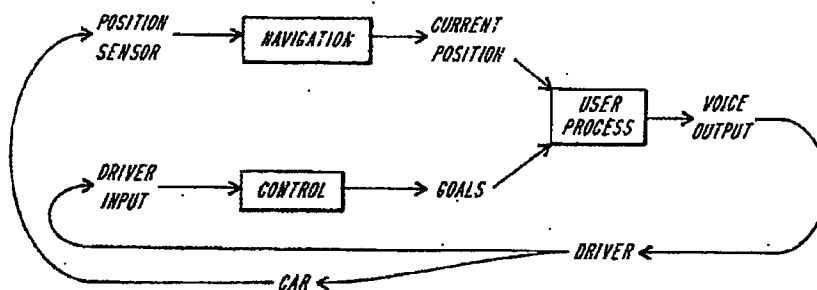 POSITION
SENSOR
NAVIGATION
CURRENT
POSITION
USER
PROCESS
VOICE
OUTPUT
DRIVER
INPUT
CONTROL
GOALS
DRIVER
CAR